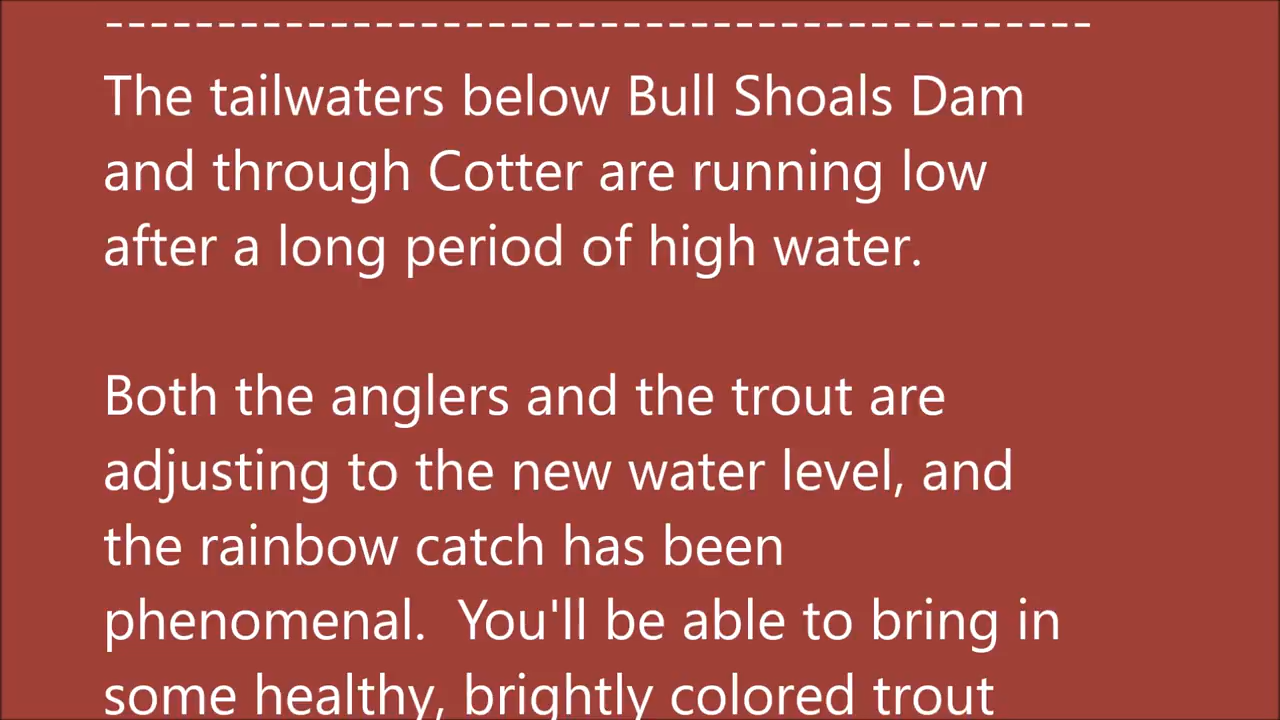 --------------------------------------------
The tailwaters below Bull Shoals Dam
and through Cotter are running low
after a long period of high water.
Both the anglers and the trout are
adjusting to the new water level, and
the rainbow catch has been
phenomenal.  You'll be able to bring in
some healthy, brightly colored trout